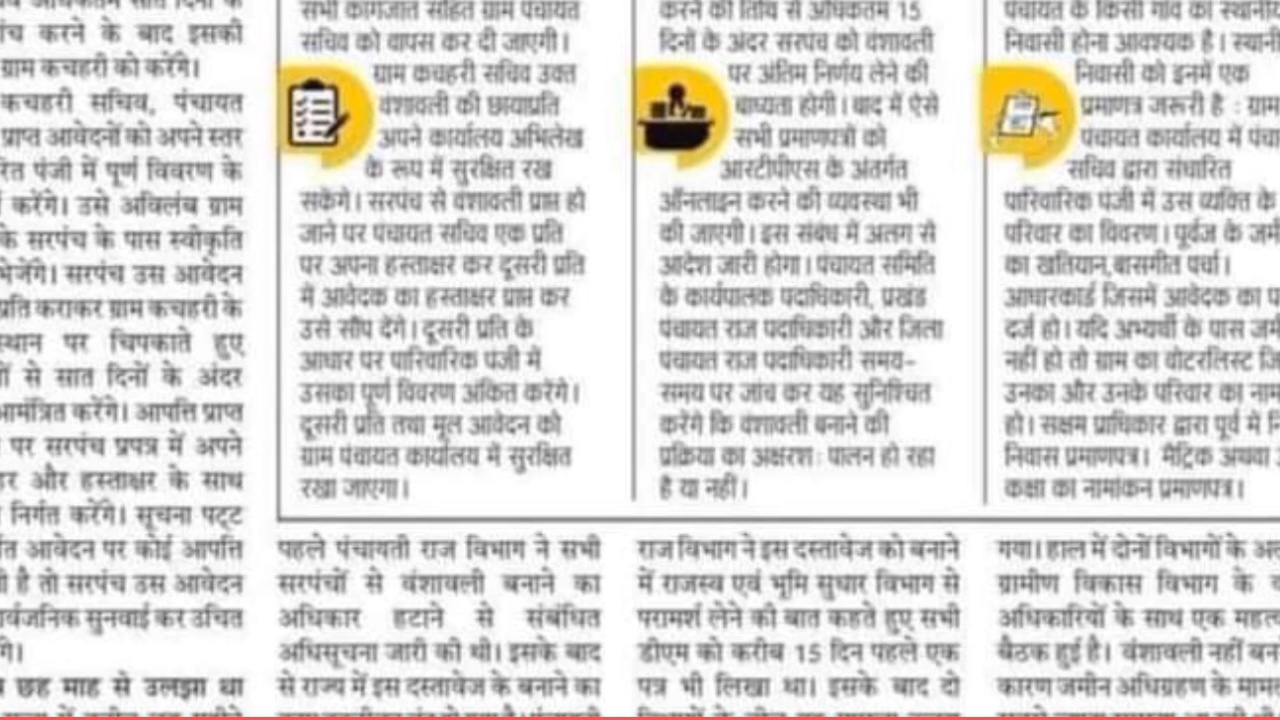 ंच करने के बाद इसकी
ग्राम कचहरी को करेंगे।
कचहरी सचिव, पंचायत
प्राप्त आवेदनों को अपने स्तर
पंजी में पूर्ण विवरण के
करेंगे। उसे अविलंब ग्राम
के सरपंच के पास स्वीकृति
भेजेंगे। सरपंच उस आवेदन
प्रति कराकर ग्राम कचहरी के
स्थान पर चिपकाते हुए
से सात दिनों के अंदर
आमंत्रित करेंगे। आपत्ति प्राप्त
पर सरपंच प्रपत्र में अपने
और हस्ताक्षर के साथ
निर्गत करेंगे। सूचना पट्ट
आवेदन पर कोई आपत्ति
है तो सरपंच उस आवेदन
सार्वजनिक सुनवाई कर उचित
छह माह से उलझा था
सभी कागजात सहित ग्राम पंचायत
सचिव को वापस कर दी जाएगी।
ग्राम कचहरी सचिव उक्त
वंशावली की छायाप्रति
अपने कार्यालय अभिलेख
के रूप में सुरक्षित रख
सकेंगे। सरपंच से वंशावली प्राप्त हो
जाने पर पंचायत सचिव एक प्रति
पर अपना हस्ताक्षर कर दूसरी प्रति
में आवेदक का हस्ताक्षर प्राप्त कर
उसे सौंप देंगे। दूसरी प्रति के
आधार पर पारिवारिक पंजी में
उसका पूर्ण विवरण अंकित करेंगे।
दूसरी प्रति तथा मूल आवेदन को
ग्राम पंचायत कार्यालय में सुरक्षित
रखा जाएगा।
करने की तिथि से अधिकतम 15
दिनों के अंदर सरपंच को वंशावली
पर अंतिम निर्णय लेने की
बाध्यता होगी। बाद में ऐसे
सभी प्रमाणपत्रों को
आरटीपीएस के अंतर्गत
ऑनलाइन करने की व्यवस्था भी
की जाएगी। इस संबंध में अलग से
आदेश जारी होगा। पंचायत समिति
के कार्यपालक पदाधिकारी, प्रखंड
पंचायत राज पदाधिकारी और जिला
पंचायत राज पदाधिकारी समय-
समय पर जांच कर यह सुनिश्चित
करेंगे कि वंशावली बनाने की
प्रक्रिया का अक्षरशः पालन हो रहा
है या नहीं।
पंचायत के किसी गांव का स्थानीय
निवासी होना आवश्यक है।
निवासी को इनमें एक
प्रमाणत्र जरूरी है : ग्राम
पंचायत कार्यालय में
सचिव द्वारा संधारित
पारिवारिक पंजी में उस व्यक्ति के
परिवार का विवरण। पूर्वज के
का खतियान,बासगीत पर्चा।
आधारकार्ड जिसमें आवेदक का
दर्ज हो। यदि अभ्यर्थी के पास
नहीं हो तो ग्राम का वोटरलिस्ट
उनका और उनके परिवार का नाम
हो। सक्षम प्राधिकार द्वारा पूर्व में
निवास प्रमाणपत्र। मैट्रिक अथवा
कक्षा का नामांकन प्रमाणपत्र।
पहले पंचायती राज विभाग ने सभी
सरपंचों से वंशावली बनाने का
अधिकार हटाने से संबंधित
अधिसूचना जारी की थी। इसके बाद
से राज्य में इस दस्तावेज के बनाने का
राज विभाग ने इस दस्तावेज को बनाने
में राजस्व एवं भूमि सुधार विभाग से
परामर्श लेने की बात कहते हुए सभी
डीएम को करीब 15 दिन पहले एक
पत्र भी लिखा था। इसके बाद दो
गया। हाल में दोनों विभागों के
ग्रामीण विकास विभाग के
अधिकारियों के साथ एक
बैठक हुई है। वंशावली नहीं
कारण जमीन अधिग्रहण के